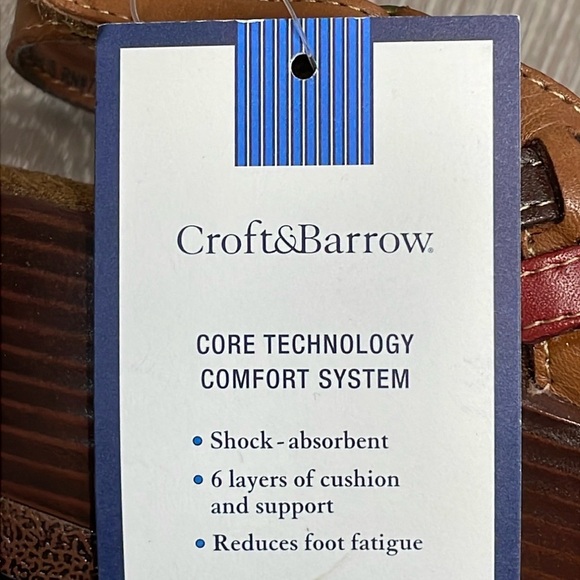 Croft&Barrow®
CORE TECHNOLOGY
COMFORT SYSTEM
• Shock-absorbent
• 6 layers of cushion
and support
• Reduces foot fatigue